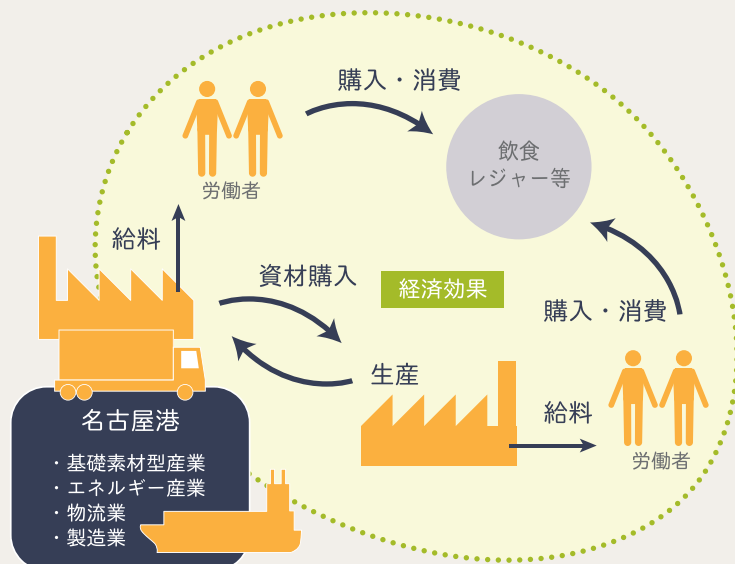 購入・消費
飲食
レジャー等
労働者
給料
資材購入
経済効果
購入・消費
生産
給料
労働者
名古屋港
・基礎素材型産業
・エネルギー産業
・物流業
・製造業